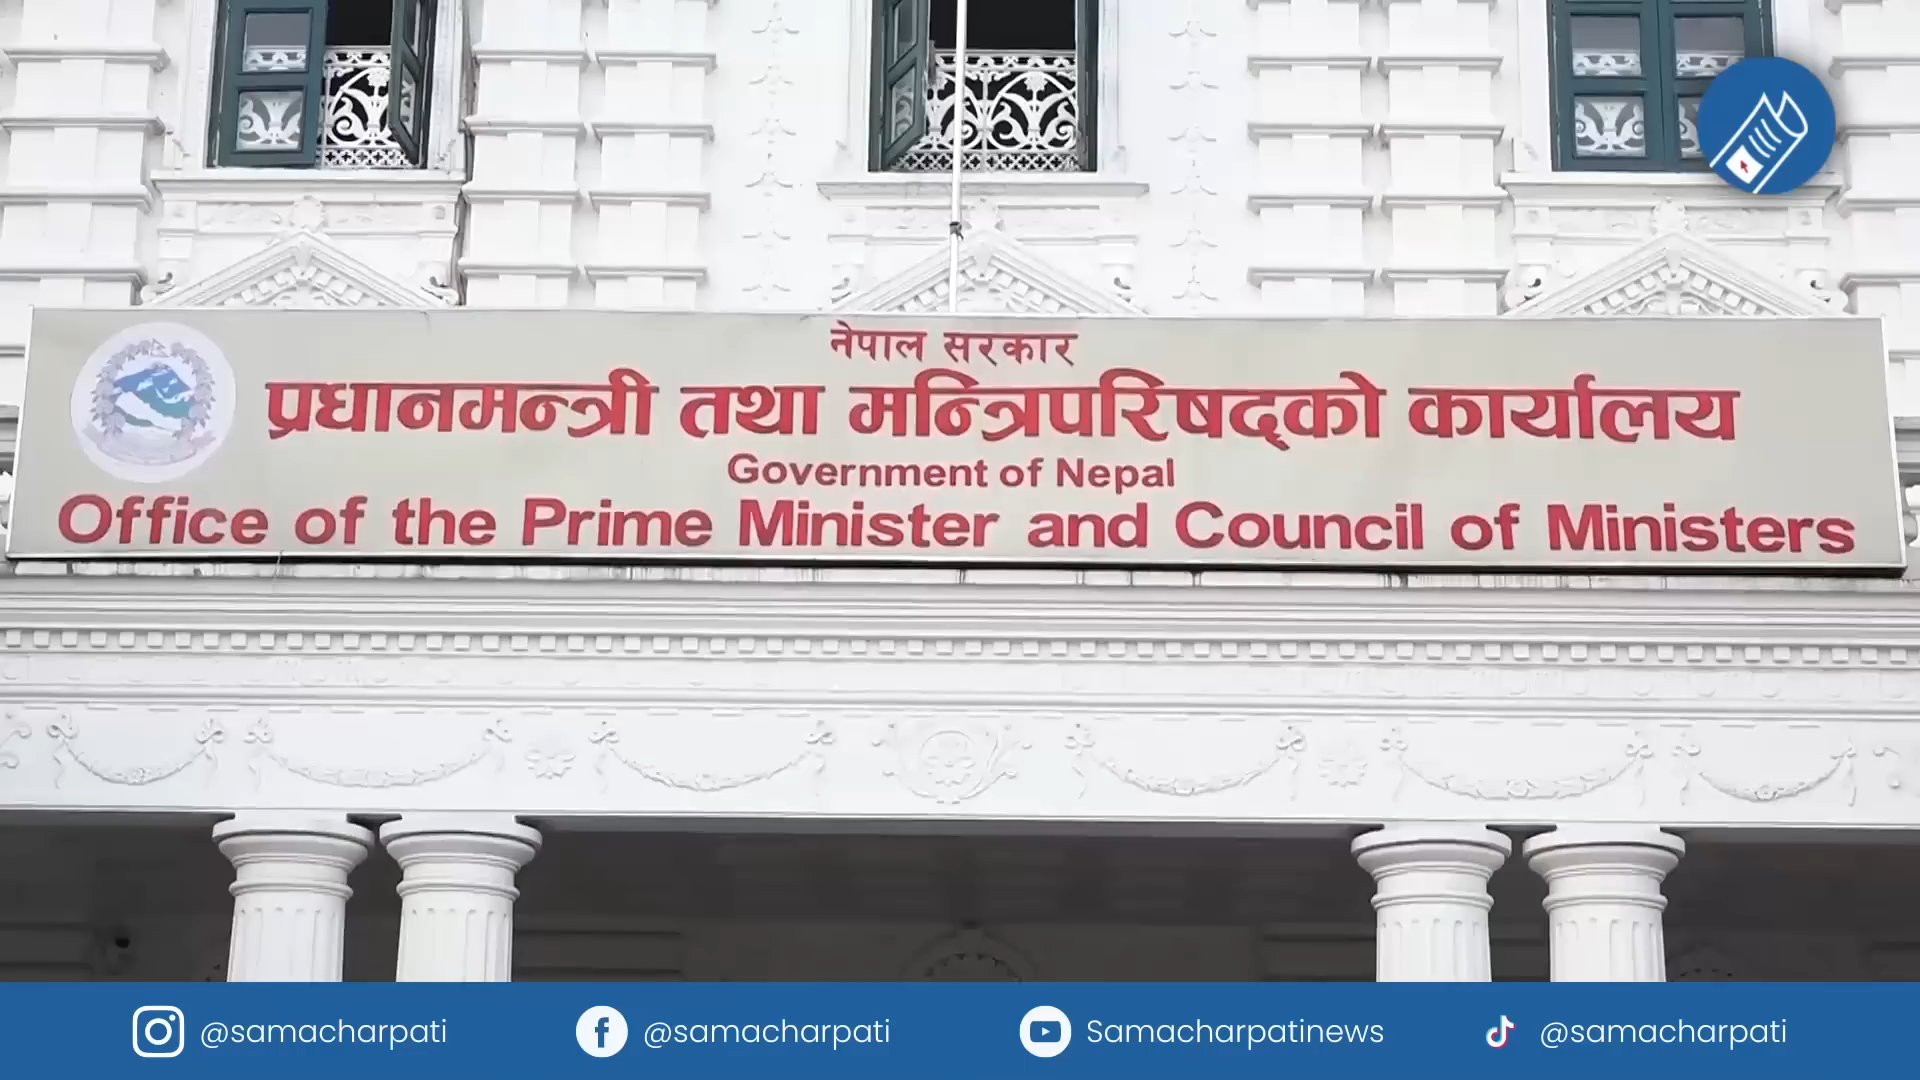 नेपाल सरकार
प्रधानमन्त्री तथा मन्त्रिपरिषद्को कार्यालय
Government of Nepal
Office of the Prime Minister and Council of Ministers
@samacharpati
@samacharpati
Samacharpatinews
@samacharpati